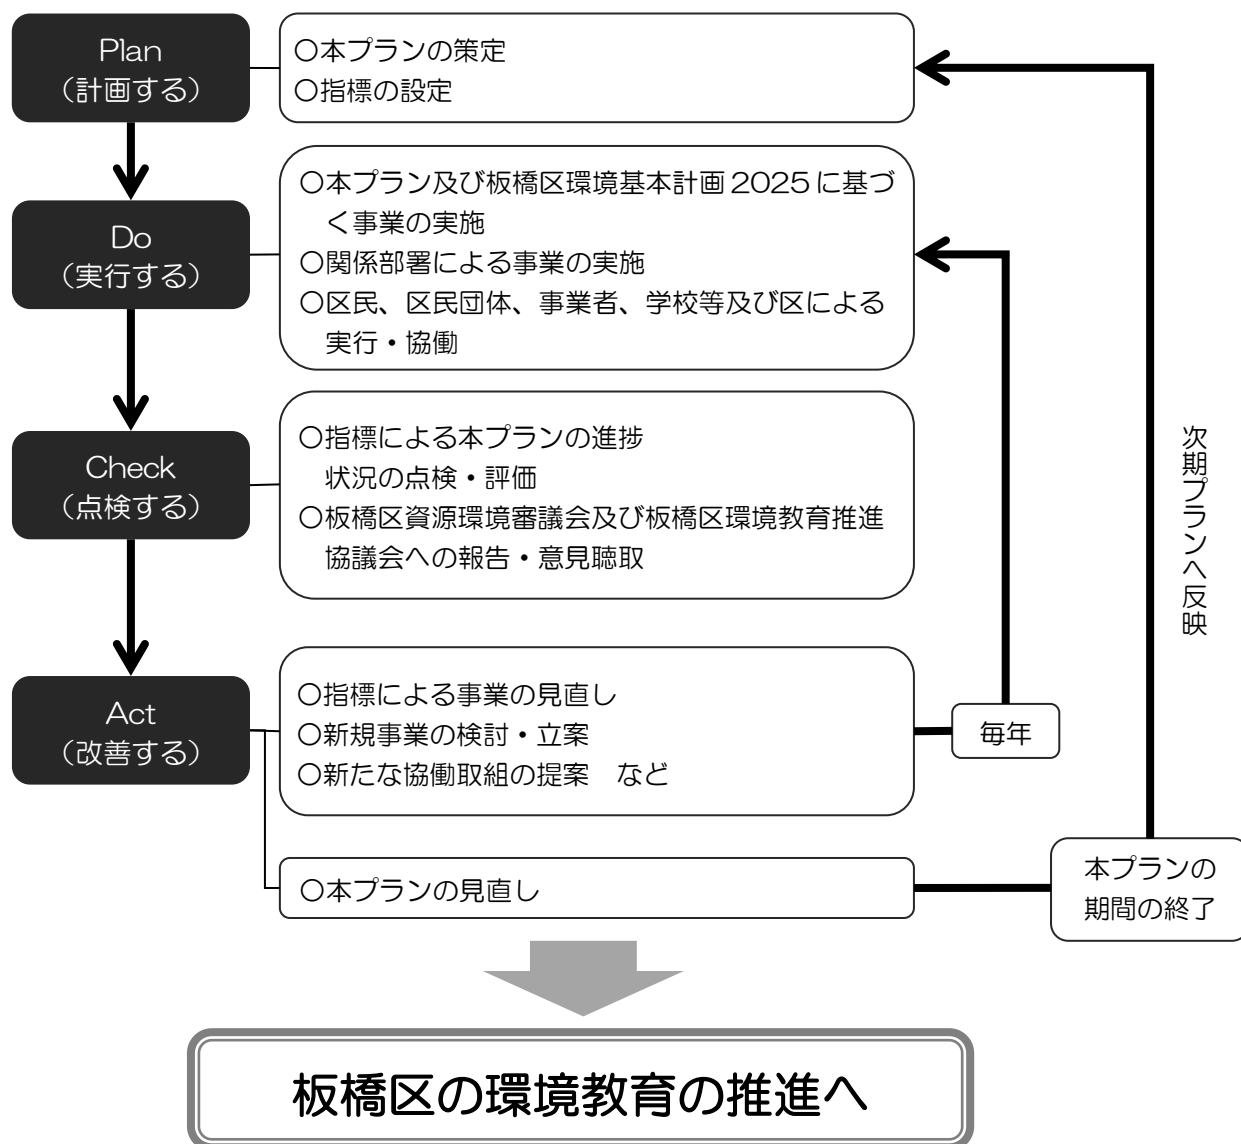 Plan
（計画する）
〇本プランの策定
〇指標の設定
Do
（実行する）
〇本プラン及び板橋区環境基本計画 2025 に基づ
く事業の実施
〇関係部署による事業の実施
〇区民、区民団体、事業者、学校等及び区による
実行・協働
Check
（点検する）
〇指標による本プランの進捗
状況の点検・評価
〇板橋区資源環境審議会及び板橋区環境教育推進
協議会への報告・意見聴取
Act
（改善する）
〇指標による事業の見直し
〇新規事業の検討・立案
〇新たな協働取組の提案　など
毎年
〇本プランの見直し
本プランの
期間の終了
次期プランへ反映
板橋区の環境教育の推進へ